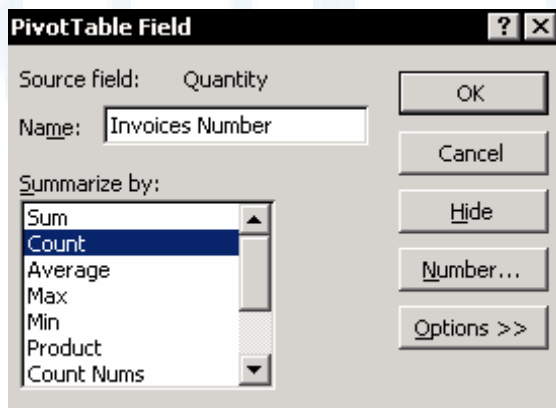 PivotTable Field
? X
Source field: Quantity
OK
Name: Invoices Number
Cancel
Summarize by:
Sum
Count
Average
Max
Min
Product
Count Nums
Hide
Number...
Options >>